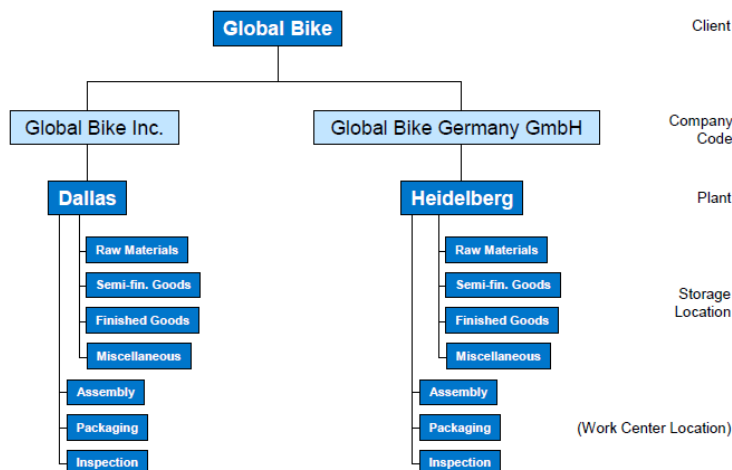 Global Bike
Client
Global Bike Inc.
Global Bike Germany GmbH
Company
Code
Dallas
Heidelberg
Plant
Raw Materials
Raw Materials
Semi-fin. Goods
Semi-fin. Goods
Storage
Location
Finished Goods
Finished Goods
Miscellaneous
Miscellaneous
Assembly
Assembly
Packaging
Packaging
(Work Center Location)
Inspection
Inspection